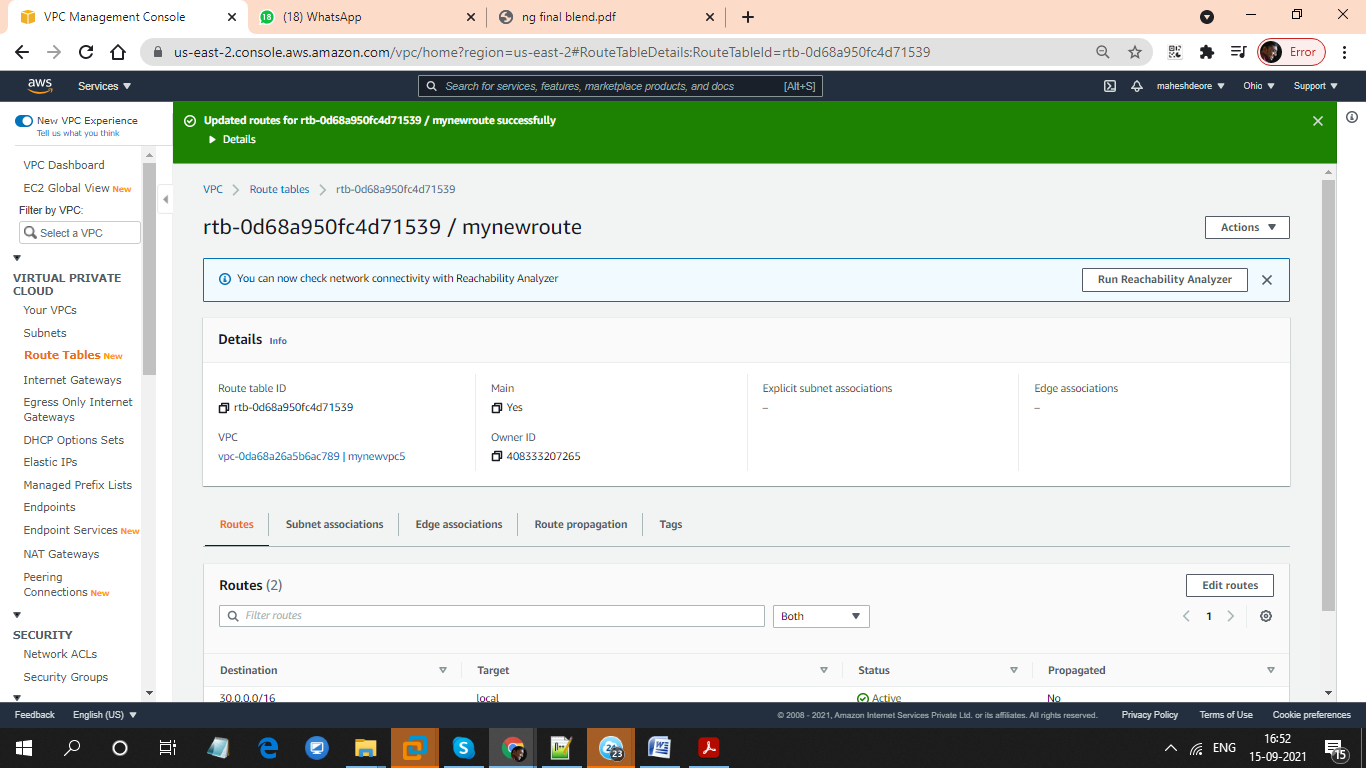 VPC Management Console
(18) WhatsApp
ng final blend.pdf
us-east-2.console.aws.amazon.com/vpc/home?region=us-east-2#RouteTableDetails:RouteTableId=rtb-0d68a950fc4d71539
Error
aws
Services
Search for services, features, marketplace products, and docs [Alt+S]
maheshdeore
Ohio
Support
New VPC Experience
Tell us what you think
VPC Dashboard
EC2 Global View New
Filter by VPC:
Select a VPC
VIRTUAL PRIVATE
CLOUD
Your VPCs
Subnets
Route Tables New
Internet Gateways
Egress Only Internet
Gateways
DHCP Options Sets
Elastic IPs
Managed Prefix Lists
Endpoints
Endpoint Services New
NAT Gateways
Peering
Connections New
SECURITY
Network ACLs
Security Groups
Updated routes for rtb-0d68a950fc4d71539 / mynewroute successfully
Details
VPC
Route tables
rtb-0d68a950fc4d71539
rtb-0d68a950fc4d71539 / mynewroute
Actions
You can now check network connectivity with Reachability Analyzer
Run Reachability Analyzer
Details Info
Route table ID
rtb-0d68a950fc4d71539
Main
Yes
Explicit subnet associations
–
Edge associations
–
VPC
vpc-0da68a26a5b6ac789 | mynewvpc5
Owner ID
408333207265
Routes
Subnet associations
Edge associations
Route propagation
Tags
Routes (2)
Edit routes
Filter routes
Both
1
Destination
Target
Status
Propagated
30.0.0.0/16
local
Active
No
Feedback
English (US)
© 2008 - 2021, Amazon Internet Services Private Ltd. or its affiliates. All rights reserved.
Privacy Policy
Terms of Use
Cookie preferences
ENG
16:52
15-09-2021
15